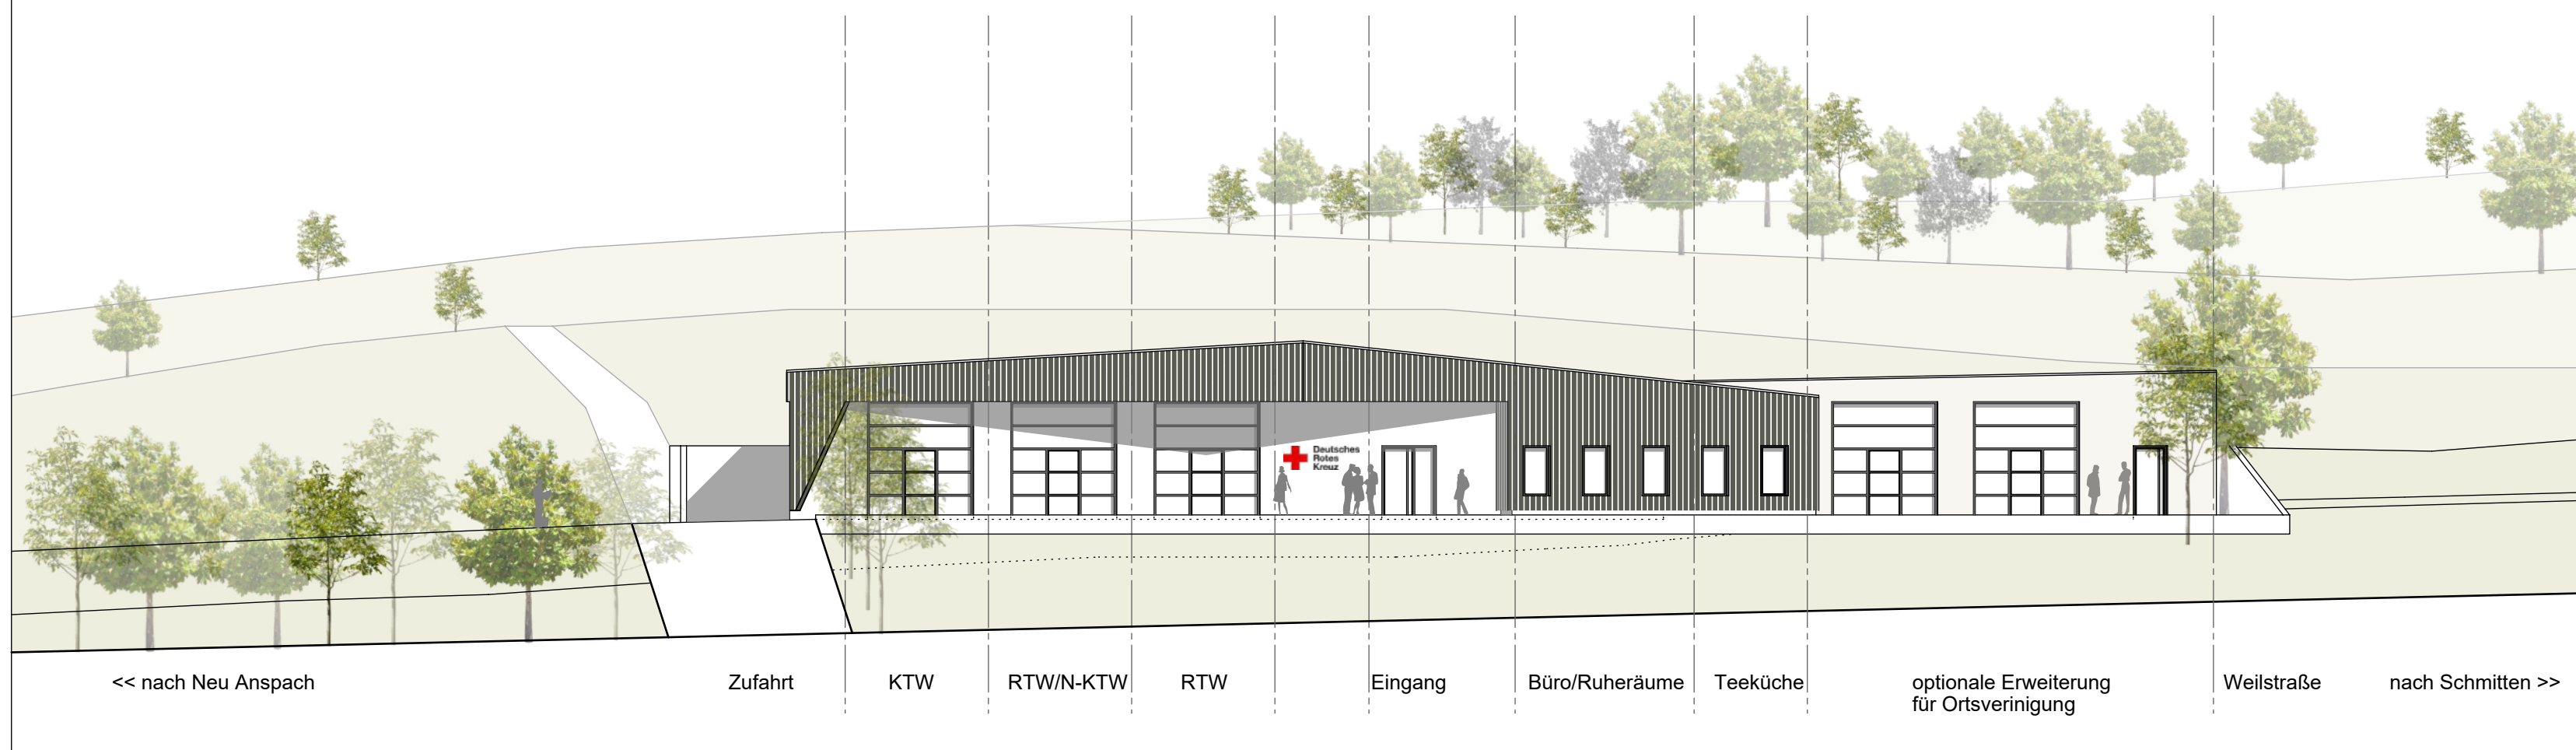 Deutsches
Rotes
Kreuz
<< nach Neu Anspach
Zufahrt
KTW
RTW/N-KTW
RTW
Eingang
Büro/Ruheräume
Teeküche
optionale Erweiterung
für Ortsverinigung
Weilstraße
nach Schmitten >>